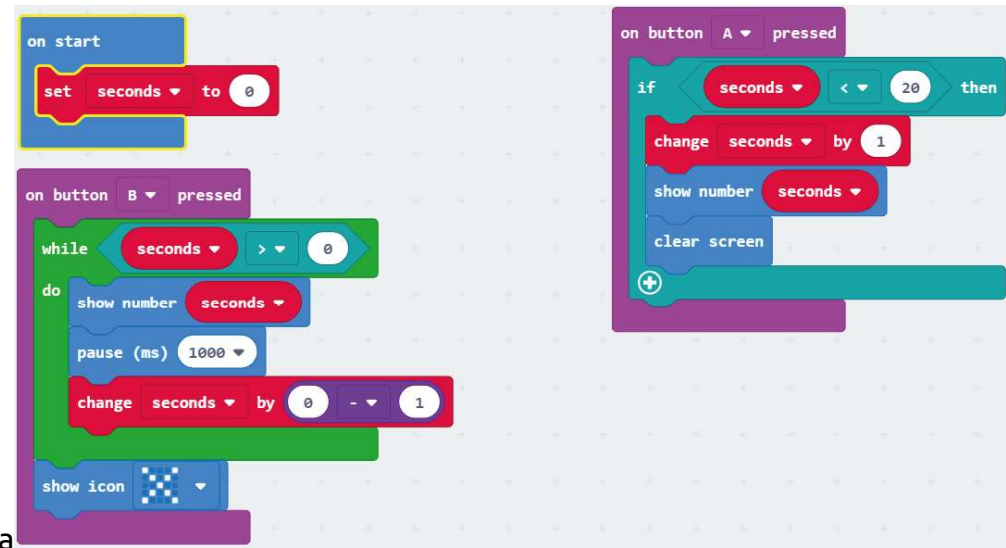 on start
set seconds to 0
on button B pressed
while seconds > 0
do
show number seconds
pause (ms) 1000
change seconds by 0 - 1
show icon
a
on button A pressed
if seconds < 20 then
change seconds by 1
show number seconds
clear screen